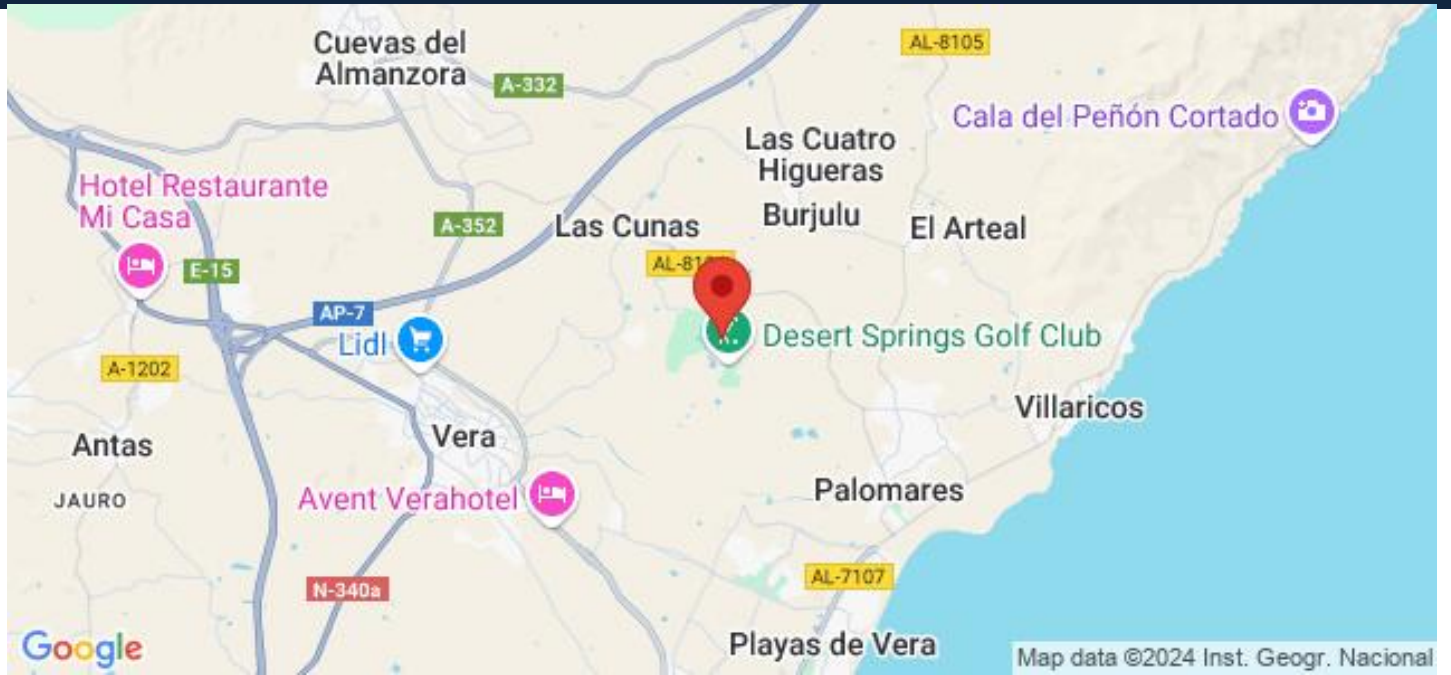 Cuevas del
Almanzora
A-332
AL-8105
Cala del Peñón Cortado
Las Cuatro
Higueras
Hotel Restaurante
Mi Casa
A-352
Las Cunas
Burjulu
El Arteal
E-15
AP-7
Lidl
Desert Springs Golf Club
A-1202
Villaricos
Antas
Vera
JAURO
Avent Verahotel
Palomares
N-340a
AL-7107
Playas de Vera
Google
Map data ©2024 Inst. Geogr. Nacional